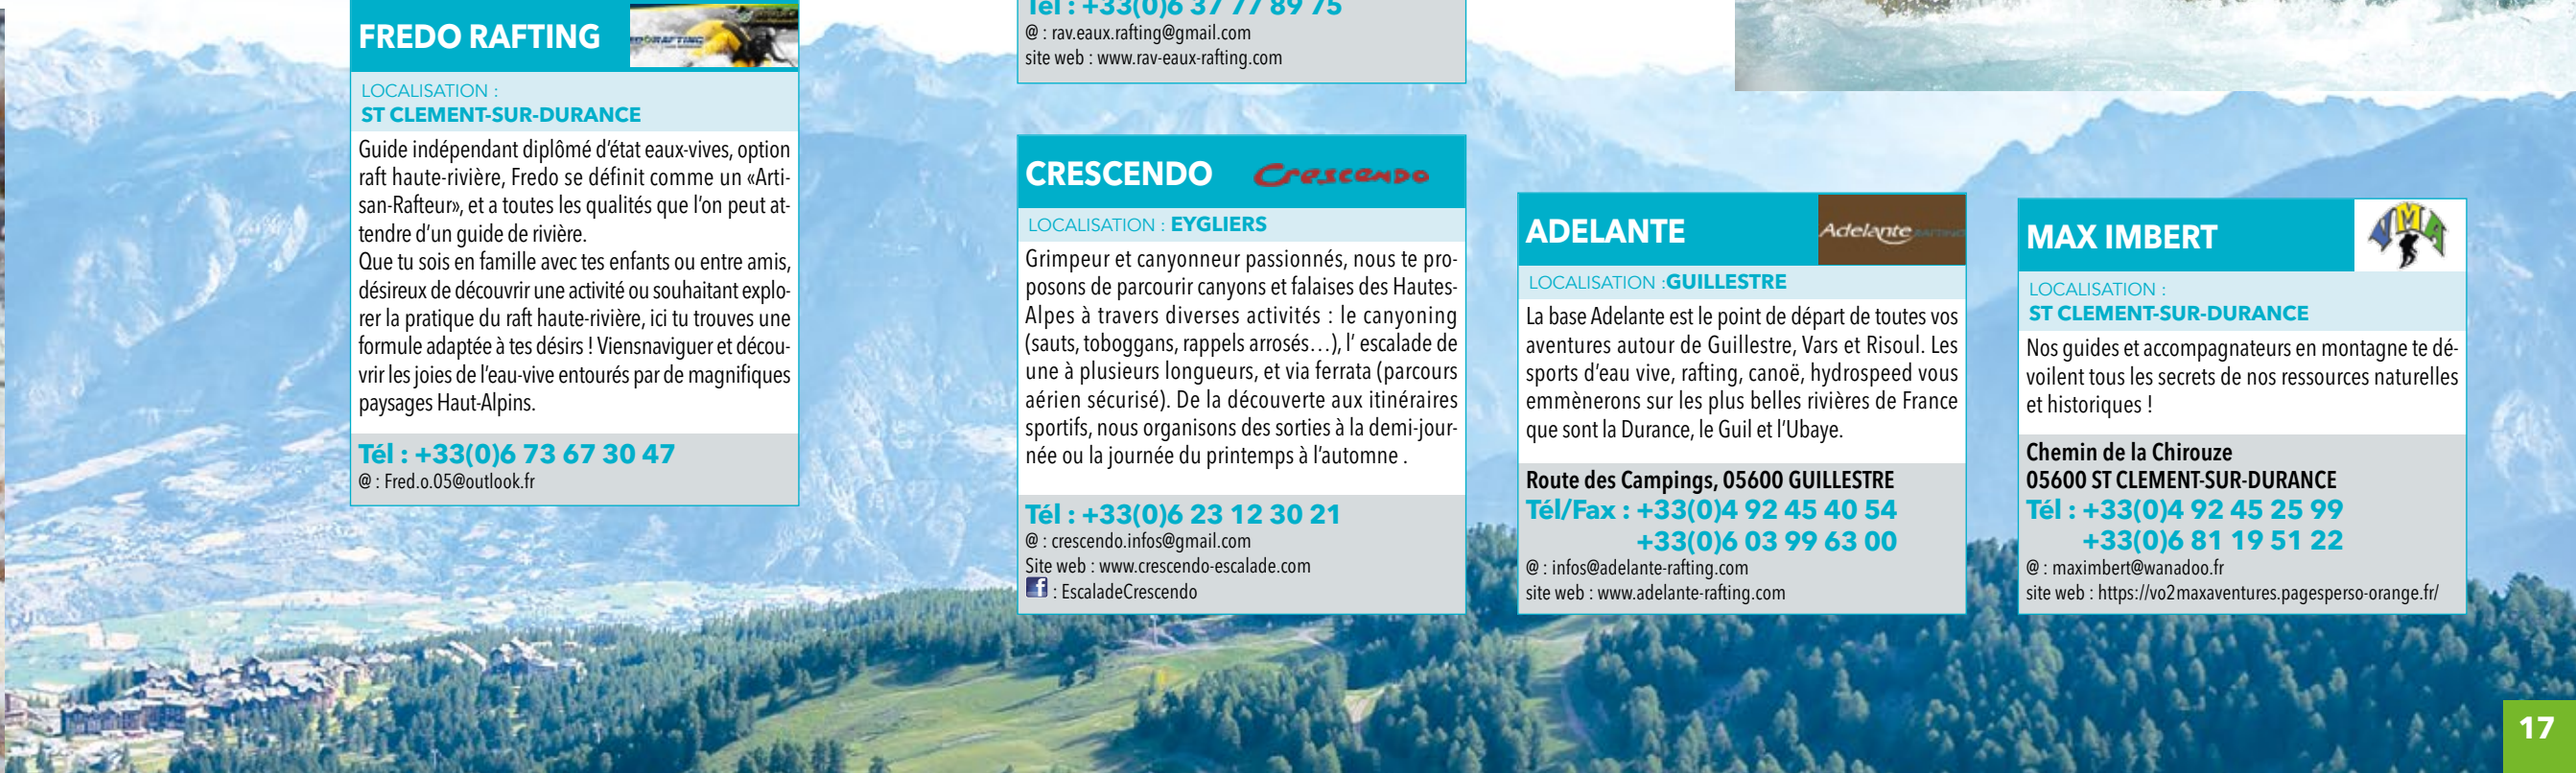 FREDO RAFTING
LOCALISATION :
ST CLEMENT-SUR-DURANCE
Guide indépendant diplômé d’état eaux-vives, option
raft haute-rivière, Fredo se définit comme un «Arti-
san-Rafteur», et a toutes les qualités que l’on peut at-
tendre d’un guide de rivière.
Que tu sois en famille avec tes enfants ou entre amis,
désireux de découvrir une activité ou souhaitant explo-
rer la pratique du raft haute-rivière, ici tu trouves une
formule adaptée à tes désirs ! Viensnaviguer et décou-
vrir les joies de l’eau-vive entourés par de magnifiques
paysages Haut-Alpins.
Tél : +33(0)6 73 67 30 47
@ : Fred.o.05@outlook.fr
Tél : +33(0)6 37 77 89 75
@ : rav.eaux.rafting@gmail.com
site web : www.rav-eaux-rafting.com
CRESCENDO
Crescendo
LOCALISATION : EYGLIERS
Grimpeur et canyonneur passionnés, nous te pro-
posons de parcourir canyons et falaises des Hautes-
Alpes à travers diverses activités : le canyoning
(sauts, toboggans, rappels arrosés…), l’ escalade de
une à plusieurs longueurs, et via ferrata (parcours
aérien sécurisé). De la découverte aux itinéraires
sportifs, nous organisons des sorties à la demi-jour-
née ou la journée du printemps à l’automne .
Tél : +33(0)6 23 12 30 21
@ : crescendo.infos@gmail.com
Site web : www.crescendo-escalade.com
f : EscaladeCrescendo
ADELANTE
Adelante RAFTING
LOCALISATION :GUILLESTRE
La base Adelante est le point de départ de toutes vos
aventures autour de Guillestre, Vars et Risoul. Les
sports d’eau vive, rafting, canoë, hydrospeed vous
emmènerons sur les plus belles rivières de France
que sont la Durance, le Guil et l’Ubaye.
Route des Campings, 05600 GUILLESTRE
Tél/Fax : +33(0)4 92 45 40 54
+33(0)6 03 99 63 00
@ : infos@adelante-rafting.com
site web : www.adelante-rafting.com
MAX IMBERT
VMA
LOCALISATION :
ST CLEMENT-SUR-DURANCE
Nos guides et accompagnateurs en montagne te dé-
voilent tous les secrets de nos ressources naturelles
et historiques !
Chemin de la Chirouze
05600 ST CLEMENT-SUR-DURANCE
Tél : +33(0)4 92 45 25 99
+33(0)6 81 19 51 22
@ : maximbert@wanadoo.fr
site web : https://vo2maxaventures.pagesperso-orange.fr/
17